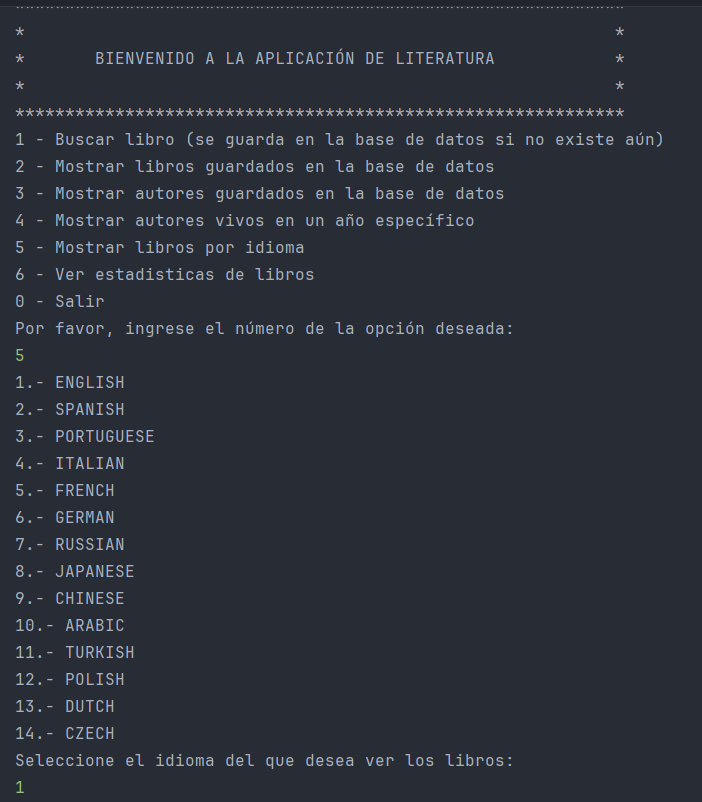 *                                                           *
*       BIENVENIDO A LA APLICACIÓN DE LITERATURA            *
*                                                           *
*************************************************************
1 - Buscar libro (se guarda en la base de datos si no existe aún)
2 - Mostrar libros guardados en la base de datos
3 - Mostrar autores guardados en la base de datos
4 - Mostrar autores vivos en un año específico
5 - Mostrar libros por idioma
6 - Ver estadisticas de libros
0 - Salir
Por favor, ingrese el número de la opción deseada:
5
1.- ENGLISH
2.- SPANISH
3.- PORTUGUESE
4.- ITALIAN
5.- FRENCH
6.- GERMAN
7.- RUSSIAN
8.- JAPANESE
9.- CHINESE
10.- ARABIC
11.- TURKISH
12.- POLISH
13.- DUTCH
14.- CZECH
Seleccione el idioma del que desea ver los libros:
1